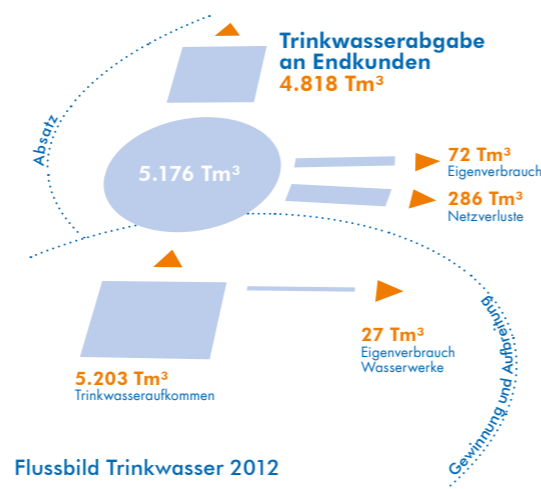 Trinkwasserabgabe
an Endkunden
4.818 Tm³
Absatz
5.176 Tm³
72 Tm³
Eigenverbrauch
286 Tm³
Netzverluste
27 Tm³
Eigenverbrauch
Wasserwerke
5.203 Tm³
Trinkwasseraufkommen
Gewinnung und Aufbreitung
Flussbild Trinkwasser 2012